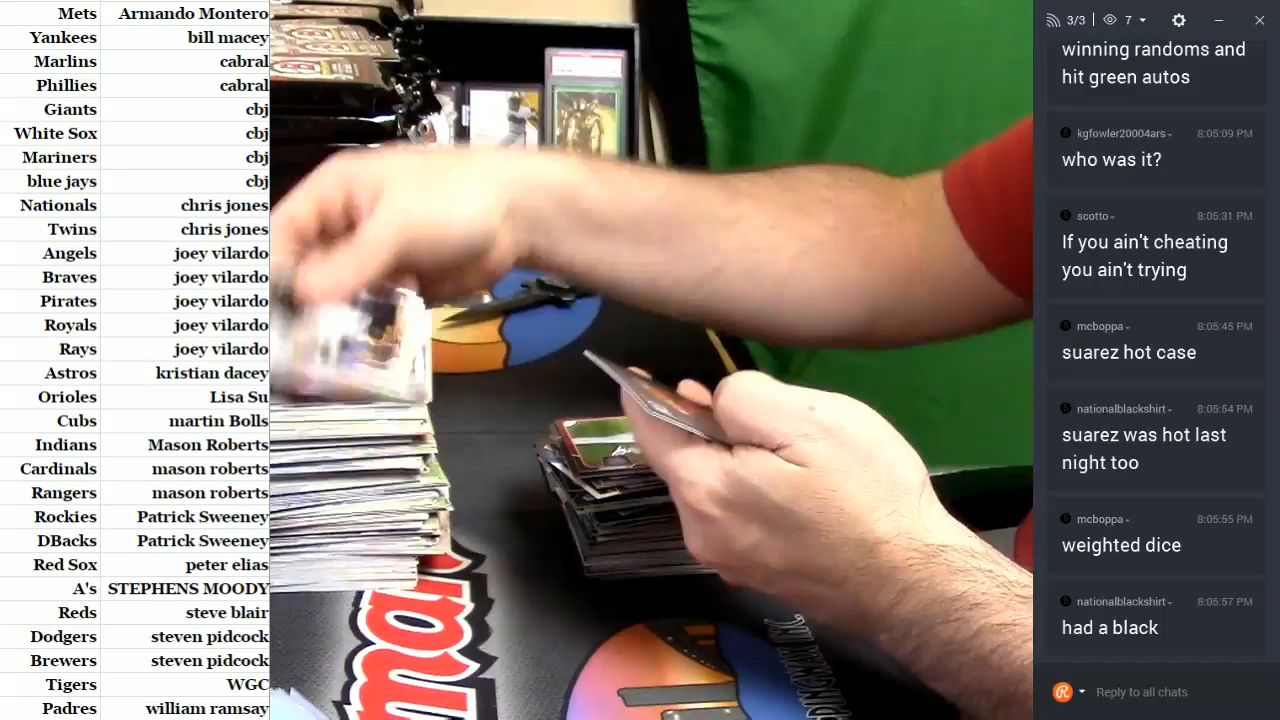 Mets Armando Montero
Yankees bill macey
Marlins cabral
Phillies cabral
Giants cbj
White Sox cbj
Mariners cbj
blue jays cbj
Nationals chris jones
Twins chris jones
Angels joey vilardo
Braves joey vilardo
Pirates joey vilardo
Royals joey vilardo
Rays joey vilardo
Astros kristian dacey
Orioles Lisa Su
Cubs martin Bolls
Indians Mason Roberts
Cardinals mason roberts
Rangers mason roberts
Rockies Patrick Sweeney
DBacks Patrick Sweeney
Red Sox peter elias
A's STEPHENS MOODY
Reds steve blair
Dodgers steven pidcock
Brewers steven pidcock
Tigers WGC
Padres william ramsay
3/3 7
winning randoms and
hit green autos
kgfowler20004ars 8:05:09 PM
who was it?
scotto 8:05:31 PM
If you ain't cheating
you ain't trying
mcboppa 8:05:45 PM
suarez hot case
nationalblackshirt 8:05:54 PM
suarez was hot last
night too
mcboppa 8:05:55 PM
weighted dice
nationalblackshirt 8:05:57 PM
had a black
Reply to all chats